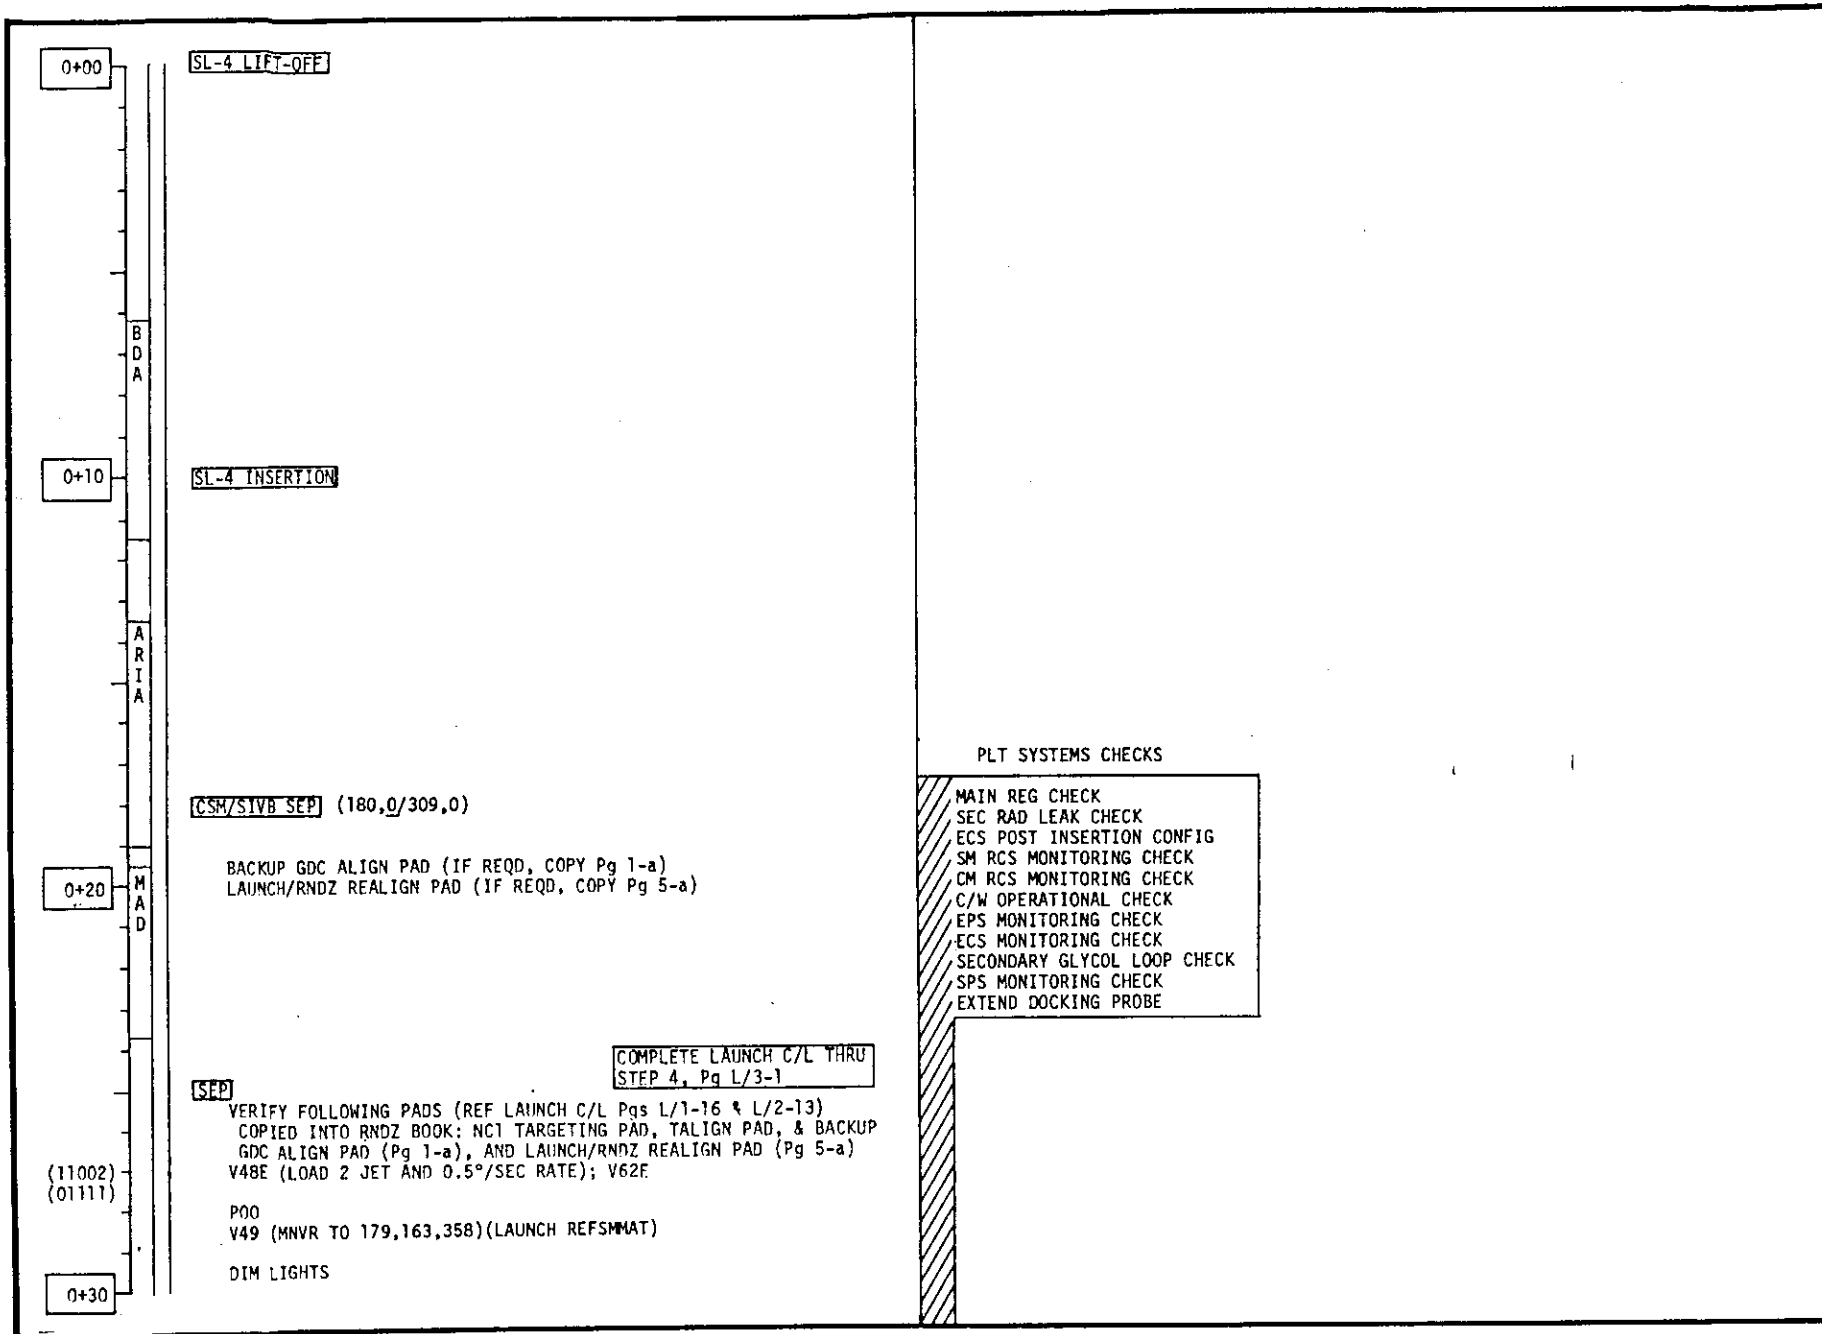 0+00
SL-4 LIFT-OFF
BDA
0+10
SL-4 INSERTION
ARIA
PLT SYSTEMS CHECKS
CSM/SIVB SEP (180,0/309,0)
MAIN REG CHECK
SEC RAD LEAK CHECK
ECS POST INSERTION CONFIG
SM RCS MONITORING CHECK
CM RCS MONITORING CHECK
C/W OPERATIONAL CHECK
EPS MONITORING CHECK
ECS MONITORING CHECK
SECONDARY GLYCOL LOOP CHECK
SPS MONITORING CHECK
EXTEND DOCKING PROBE
BACKUP GDC ALIGN PAD (IF REQD, COPY Pg 1-a)
LAUNCH/RNDZ REALIGN PAD (IF REQD, COPY Pg 5-a)
0+20
MAD
COMPLETE LAUNCH C/L THRU
STEP 4, Pg L/3-1
SEP
VERIFY FOLLOWING PADS (REF LAUNCH C/L Pgs L/1-16 & L/2-13)
COPIED INTO RNDZ BOOK: NC1 TARGETING PAD, TALIGN PAD, & BACKUP
GDC ALIGN PAD (Pg 1-a), AND LAUNCH/RNDZ REALIGN PAD (Pg 5-a)
(11002) V48E (LOAD 2 JET AND 0.5°/SEC RATE); V62E
(01111)
P00
V49 (MNVR TO 179,163,358)(LAUNCH REFSMMAT)
DIM LIGHTS
0+30